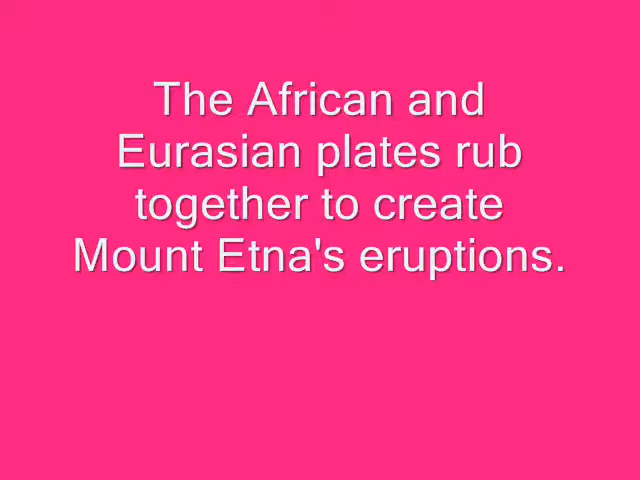 The African and
Eurasian plates rub
together to create
Mount Etna's eruptions.